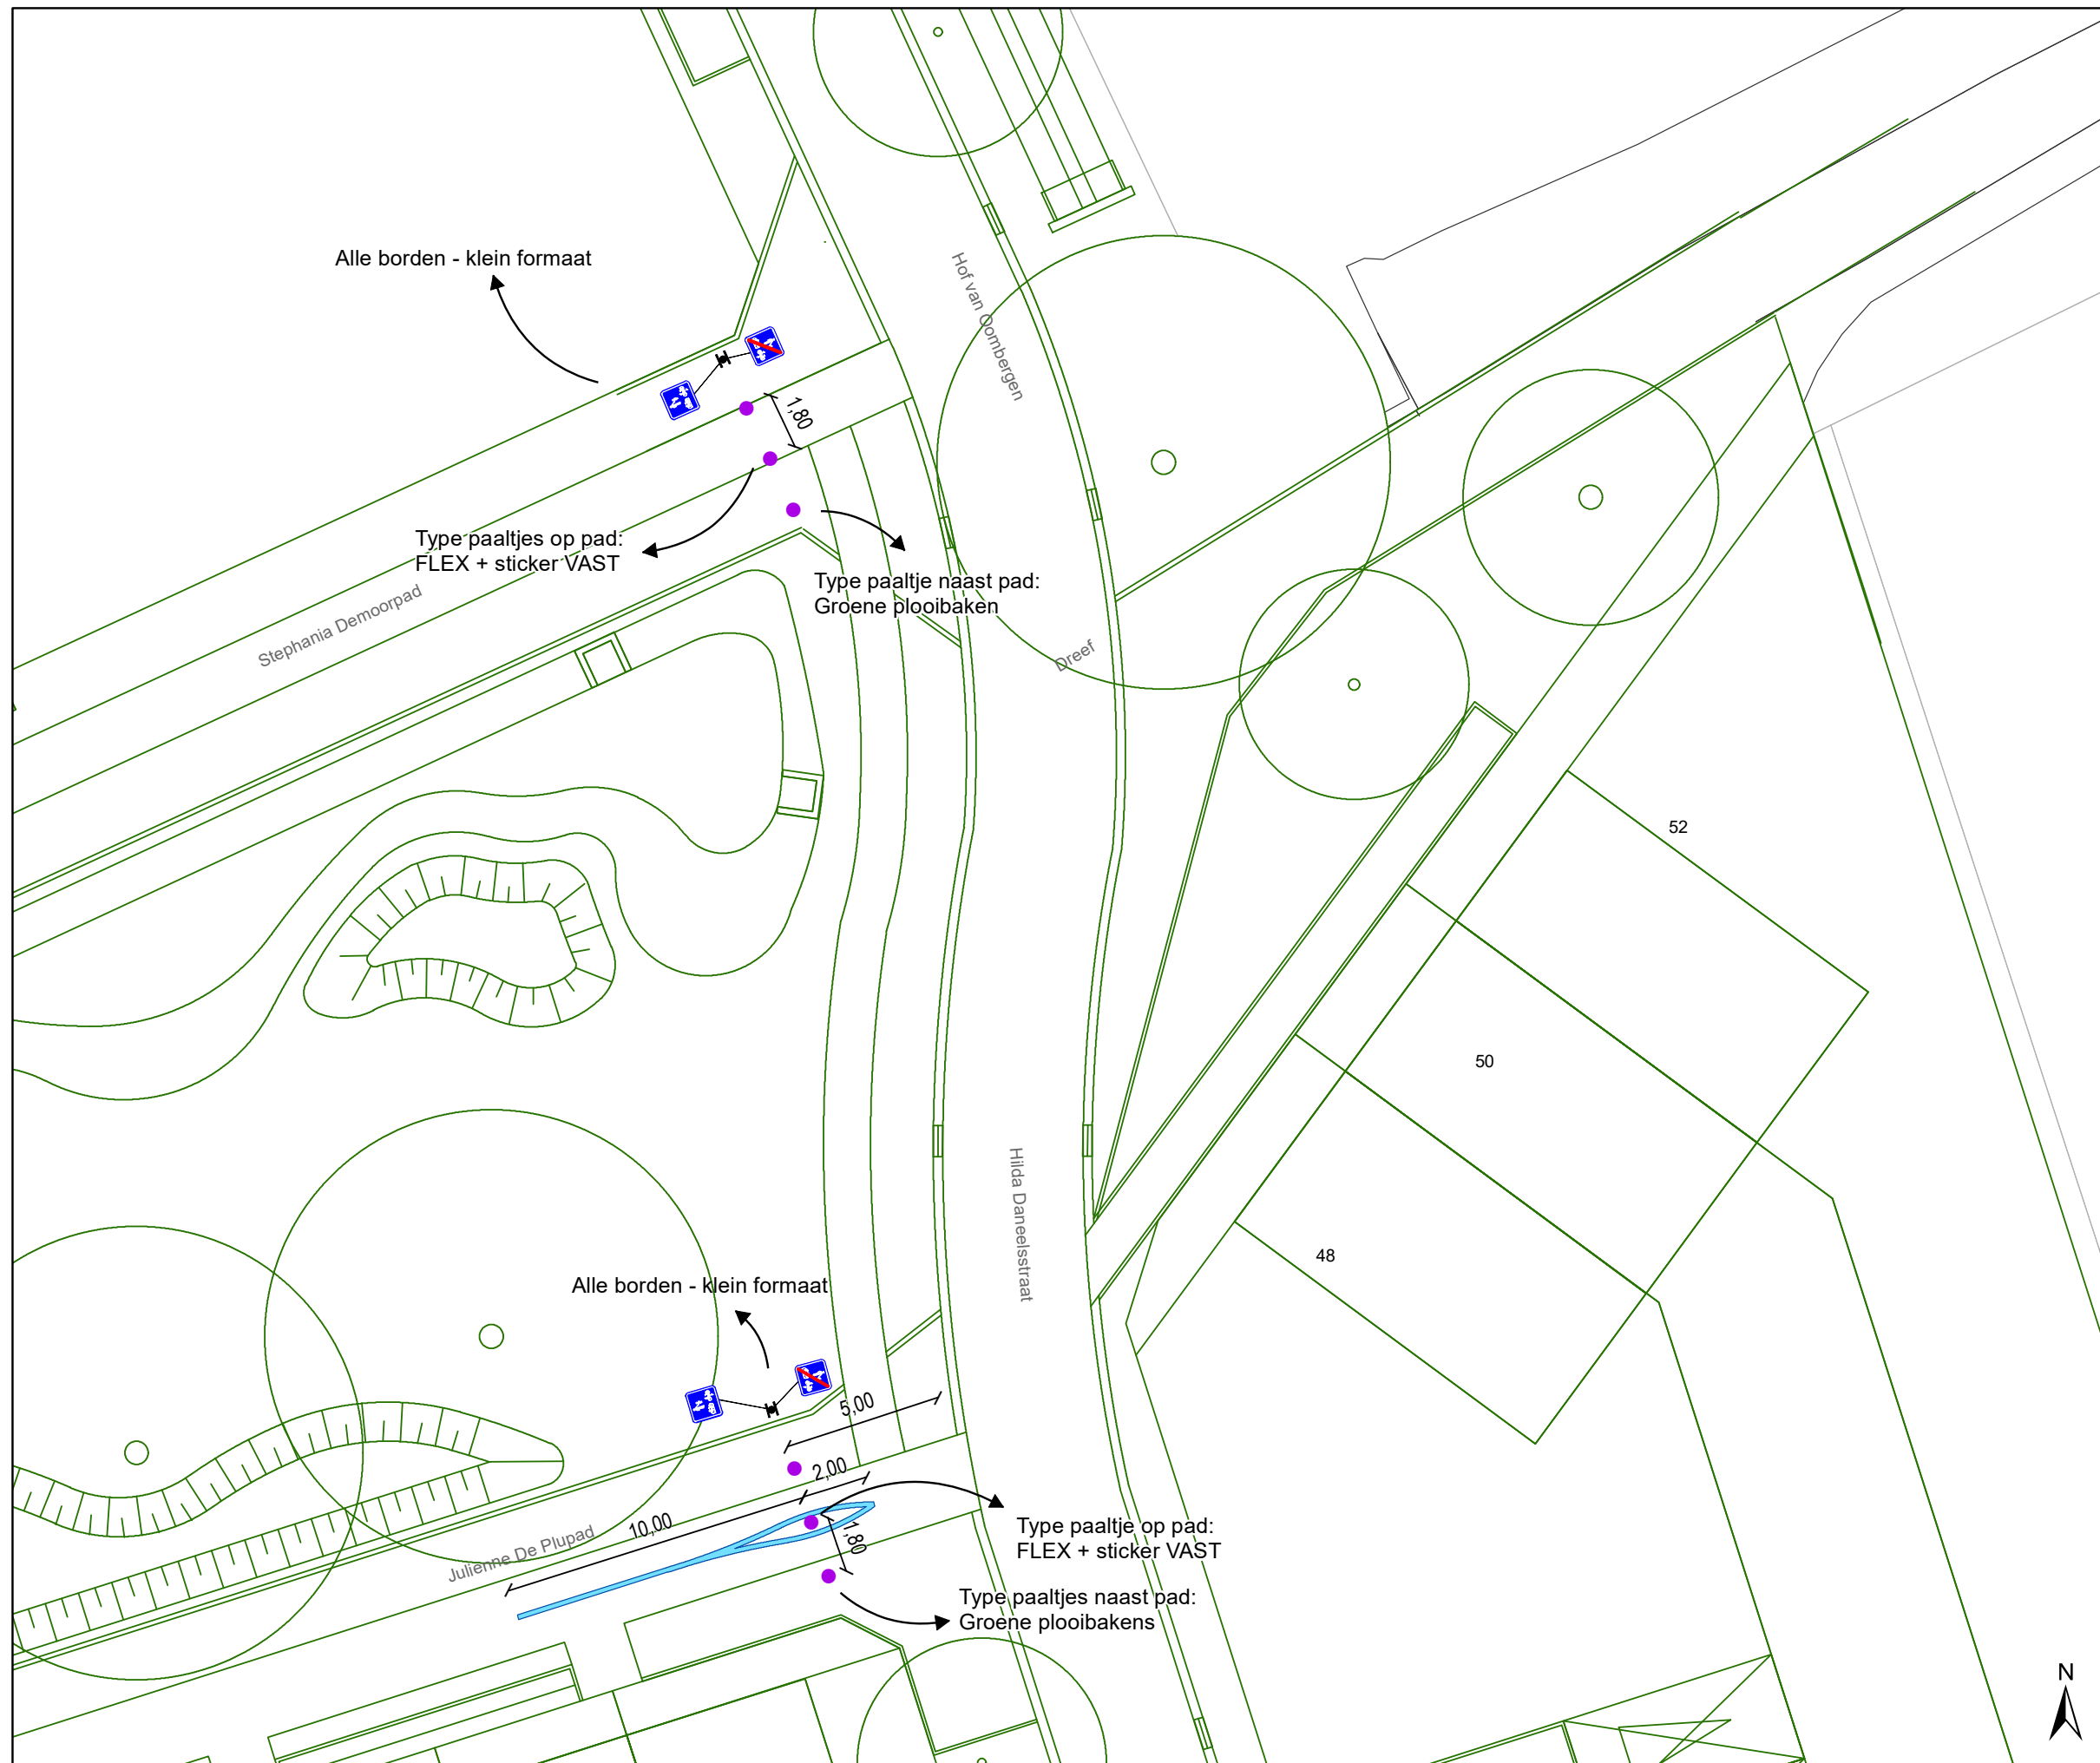 Hof van Oombergen
Alle borden - klein formaat
1,80
Type paaltjes op pad:
FLEX + sticker VAST
Type paaltje naast pad:
Groene plooibaken
Stephania Demoorpad
Dreef
52
50
48
Hilda Daneelsstraat
Alle borden - klein formaat
5,00
2,00
10,00
1,80
Julienne De Plupad
Type paaltje op pad:
FLEX + sticker VAST
Type paaltjes naast pad:
Groene plooibakens
N